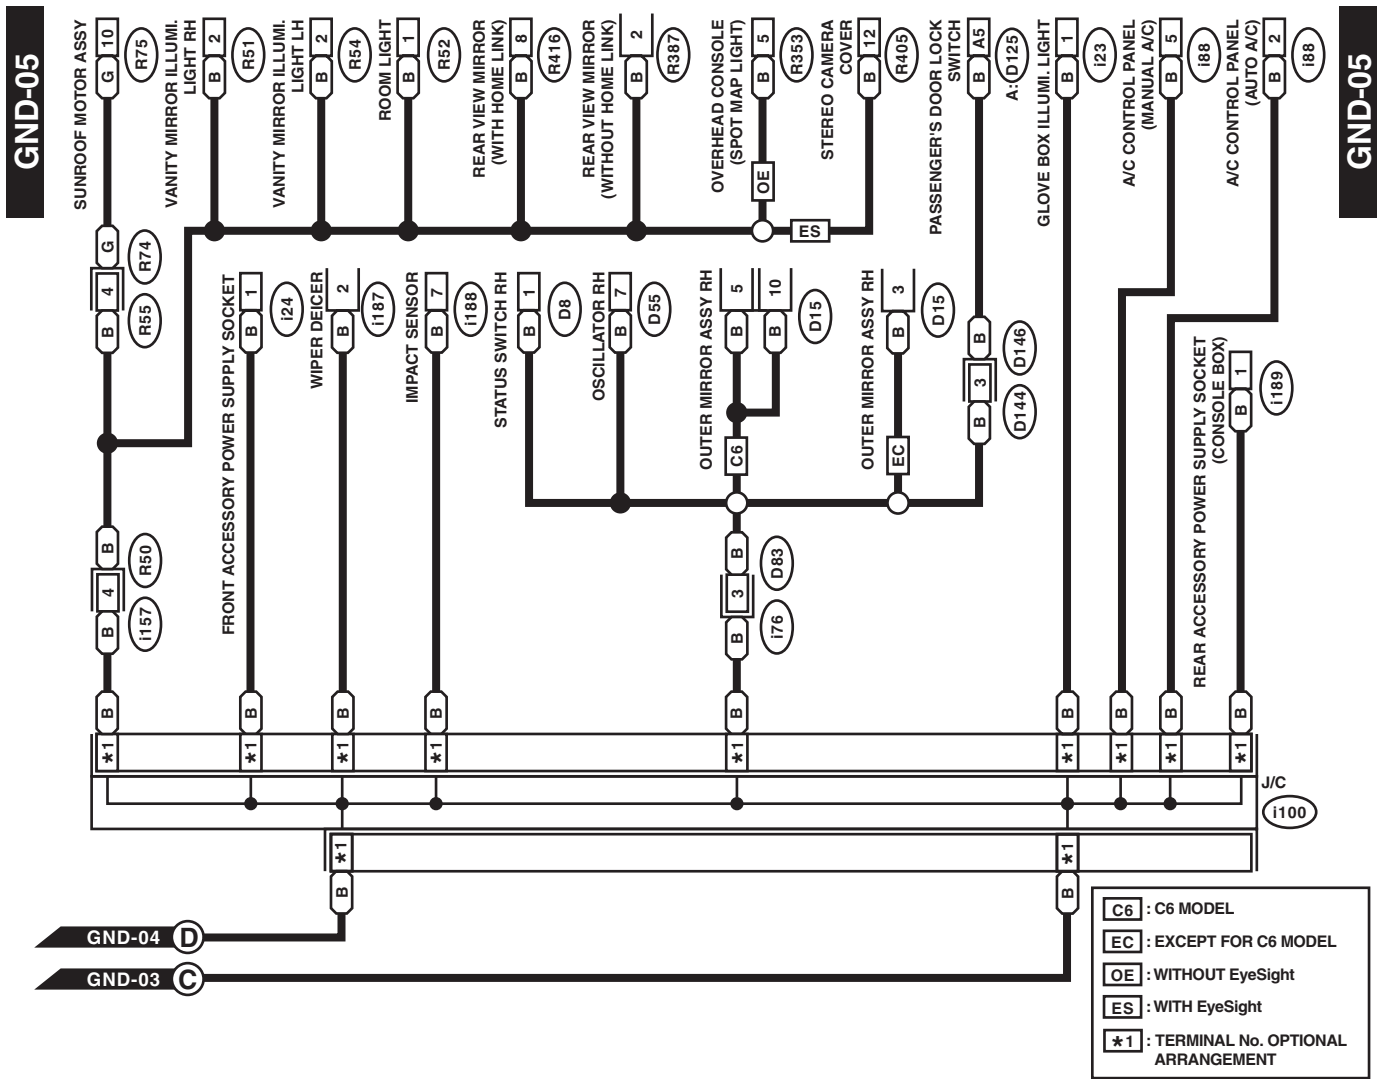 GND-05
GND-05
SUNROOF MOTOR ASSY
10
G
R75
VANITY MIRROR ILLUMI.
LIGHT RH
2
B
R51
VANITY MIRROR ILLUMI.
LIGHT LH
2
B
R54
ROOM LIGHT
1
B
R52
REAR VIEW MIRROR
(WITH HOME LINK)
8
B
R416
REAR VIEW MIRROR
(WITHOUT HOME LINK)
2
B
R387
OVERHEAD CONSOLE
(SPOT MAP LIGHT)
5
B
R353
OE
STEREO CAMERA
COVER
12
B
R405
ES
PASSENGER'S DOOR LOCK
SWITCH
A5
B
A:D125
GLOVE BOX ILLUMI. LIGHT
1
B
i23
A/C CONTROL PANEL
(MANUAL A/C)
5
B
i88
A/C CONTROL PANEL
(AUTO A/C)
2
B
i88
G
R74
4
B
R55
FRONT ACCESSORY POWER SUPPLY SOCKET
1
B
i24
WIPER DEICER
2
B
i187
IMPACT SENSOR
7
B
i188
STATUS SWITCH RH
1
B
D8
OSCILLATOR RH
7
B
D55
OUTER MIRROR ASSY RH
5
B
10
B
D15
C6
OUTER MIRROR ASSY RH
3
B
D15
EC
B
D146
3
B
D144
REAR ACCESSORY POWER SUPPLY SOCKET
(CONSOLE BOX)
1
B
i189
B
R50
4
B
i157
B
D83
3
B
i76
B
B
B
B
B
B
B
B
B
*1
*1
*1
*1
*1
*1
*1
*1
*1
J/C
i100
*1
*1
B
B
GND-04
D
GND-03
C
C6 : C6 MODEL
EC : EXCEPT FOR C6 MODEL
OE : WITHOUT EyeSight
ES : WITH EyeSight
*1 : TERMINAL No. OPTIONAL
ARRANGEMENT